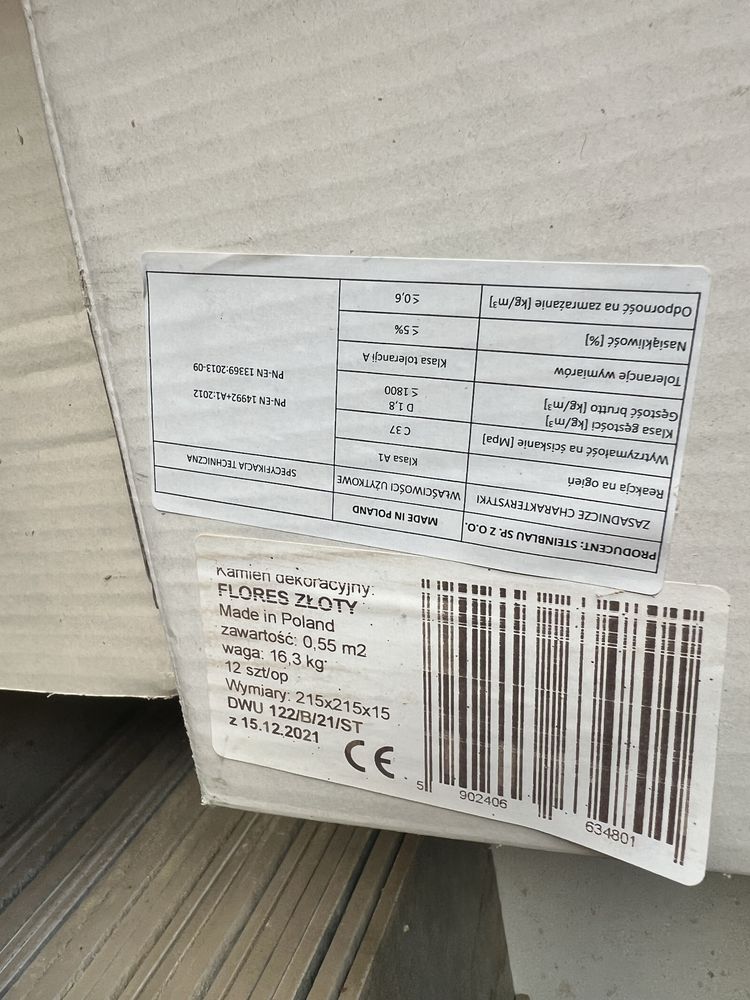 PRODUCENT: STEINBLAU SP. Z O.O. MADE IN POLAND
ZASADNICZE CHARAKTERYSTYKI WŁAŚCIWOŚCI UŻYTKOWE SPECYFIKACJA TECHNICZNA
Reakcja na ogień Klasa A1
Wytrzymałość na ściskanie [Mpa] C 37
Klasa gęstości [kg/m³] D 1,8
Gęstość brutto [kg/m³] ≤ 1800
Tolerancje wymiarów Klasa tolerancji A
Nasiąkliwość [%] ≤ 5%
Odporność na zamrażanie [kg/m³] ≤ 0,6
PN-EN 14992+A1:2012
PN-EN 13369:2013-09
Kamień dekoracyjny:
FLORES ZŁOTY
Made in Poland
zawartość: 0,55 m2
waga: 16,3 kg
12 szt/op
Wymiary: 215x215x15
DWU 122/B/21/ST
z 15.12.2021
CE
5 902406 634801